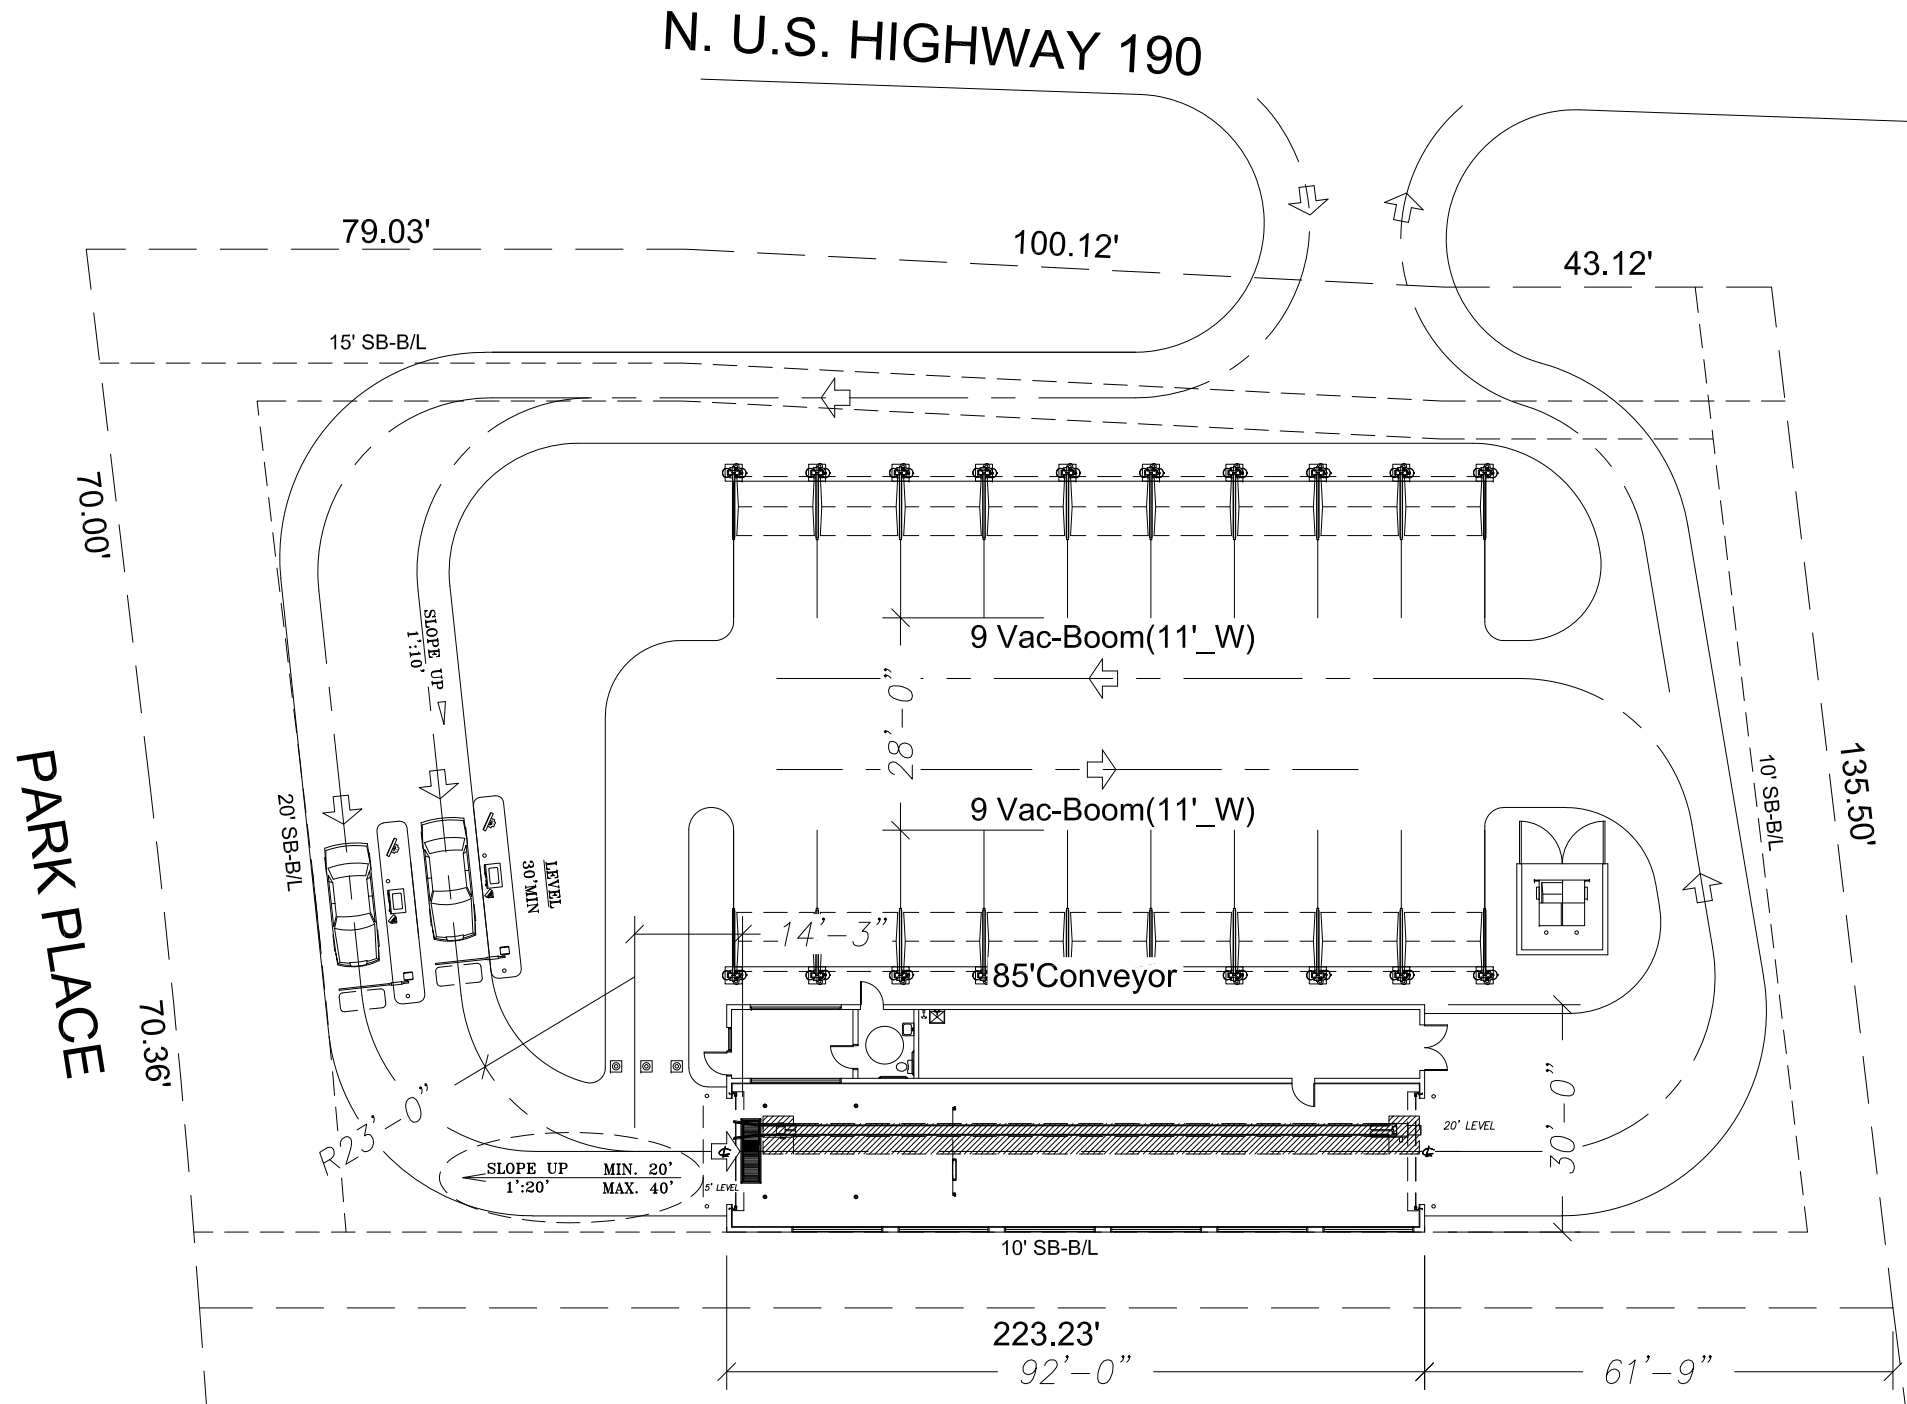 N. U.S. HIGHWAY 190
79.03'
100.12'
43.12'
15' SB-B/L
70.00'
SLOPE UP
1':10'
9 Vac-Boom(11'_W)
28'-0"
9 Vac-Boom(11'_W)
10' SB-B/L
135.50'
PARK PLACE
20' SB-B/L
LEVEL
30'MIN
14'-3"
85'Conveyor
70.36'
R23'-0"
SLOPE UP
1':20'
MIN. 20'
MAX. 40'
5' LEVEL
20' LEVEL
30'-0"
10' SB-B/L
223.23'
92'-0"
61'-9"